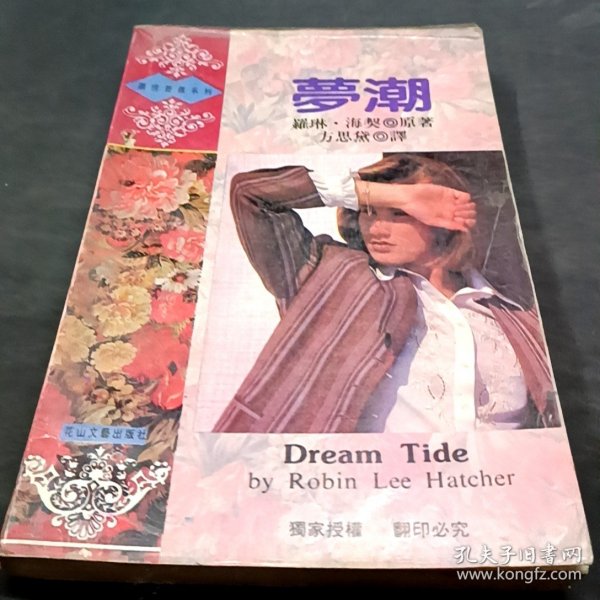 夢潮
羅琳·海契◎原著
方思黛◎譯
花山文藝出版社
Dream Tide
by Robin Lee Hatcher
獨家授權 翻印必究
孔夫子旧书网
www.kongfz.com